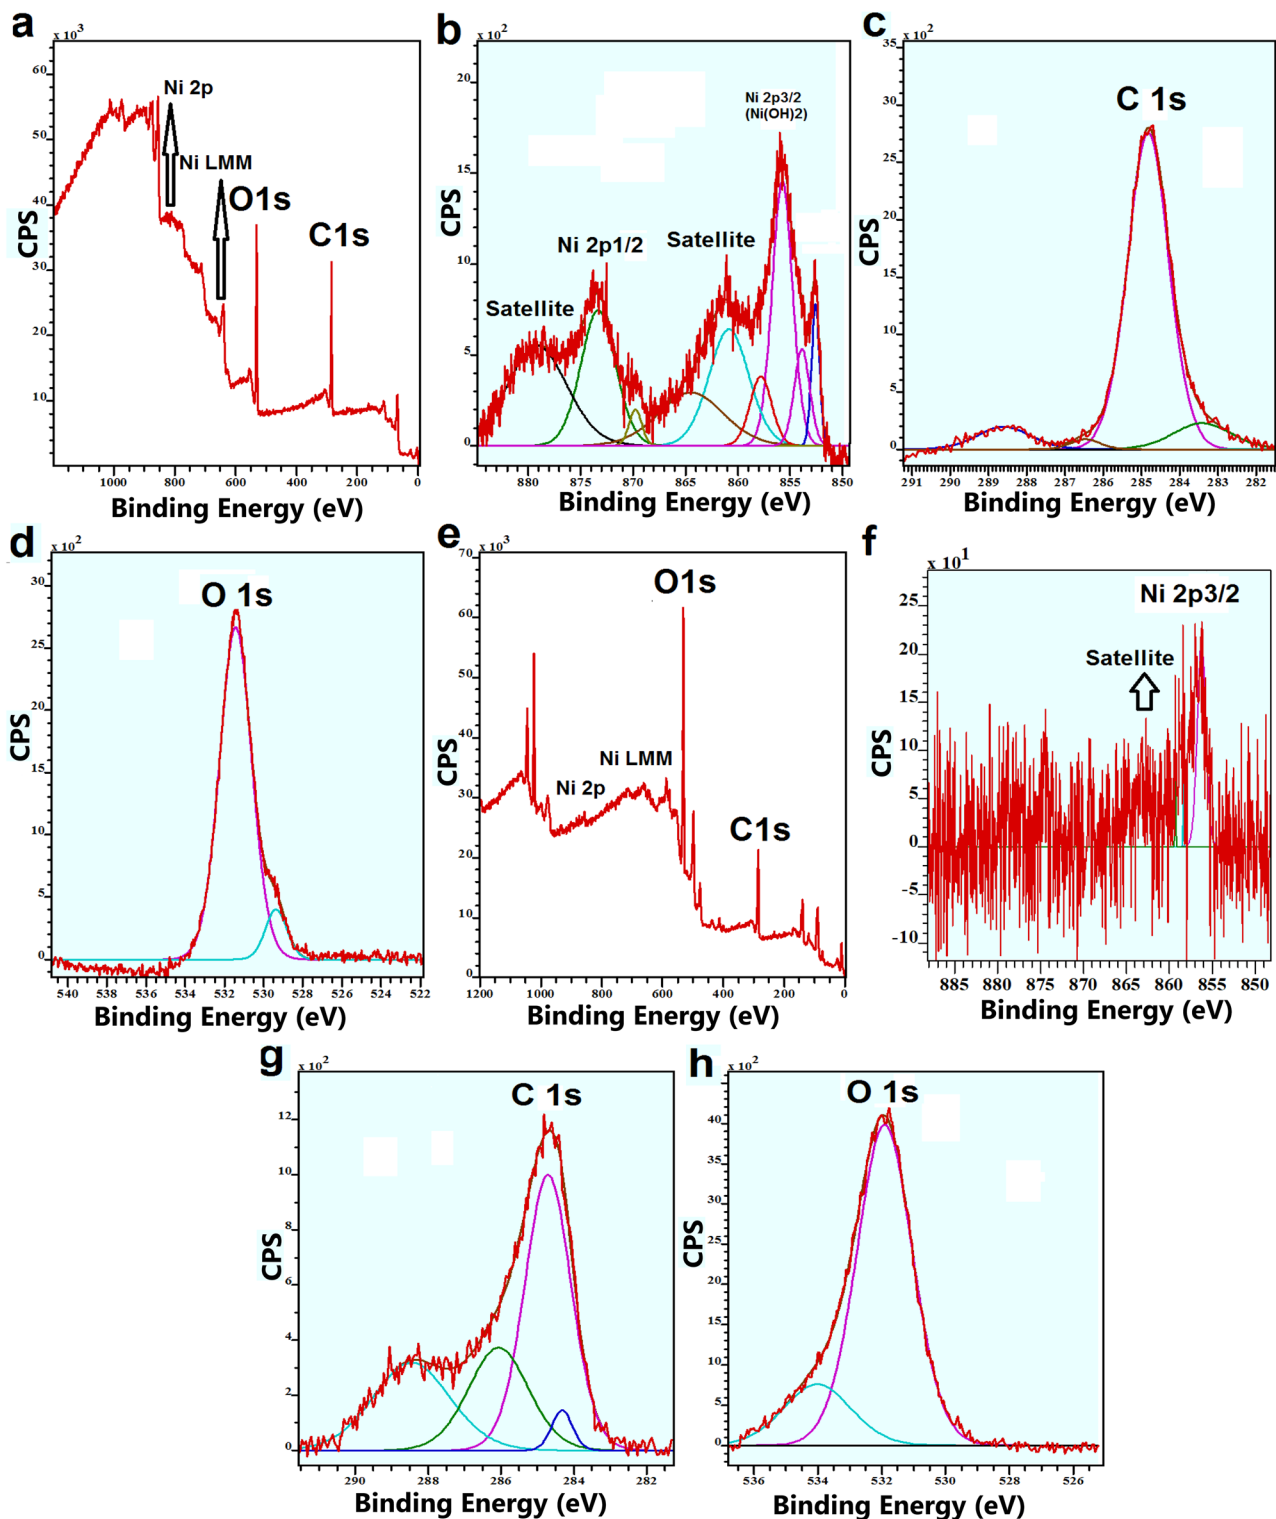 a
x 10³
60
50
40
30
20
10
CPS
Ni 2p
Ni LMM
O1s
C1s
1000 800 600 400 200 0
Binding Energy (eV)
b
x 10²
20
15
10
5
0
CPS
Satellite
Ni 2p1/2
Satellite
Ni 2p3/2
(Ni(OH)2)
880 870 860 850
Binding Energy (eV)
c
x 10²
35
30
25
20
15
10
5
0
CPS
C 1s
291 290 289 288 287 286 285 284 283 282
Binding Energy (eV)
d
x 10²
30
25
20
15
10
5
0
CPS
O 1s
540 538 536 534 532 530 528 526 524 522
Binding Energy (eV)
e
x 10³
70
60
50
40
30
20
10
0
CPS
Ni 2p
Ni LMM
O1s
C1s
1200 1000 800 600 400 200 0
Binding Energy (eV)
f
x 10¹
25
20
15
10
5
0
-5
-10
CPS
Ni 2p3/2
Satellite
885 880 875 870 865 860 855 850
Binding Energy (eV)
g
x 10²
12
10
8
6
4
2
0
CPS
C 1s
290 288 286 284 282
Binding Energy (eV)
h
x 10²
40
35
30
25
20
15
10
5
0
CPS
O 1s
536 534 532 530 528 526
Binding Energy (eV)